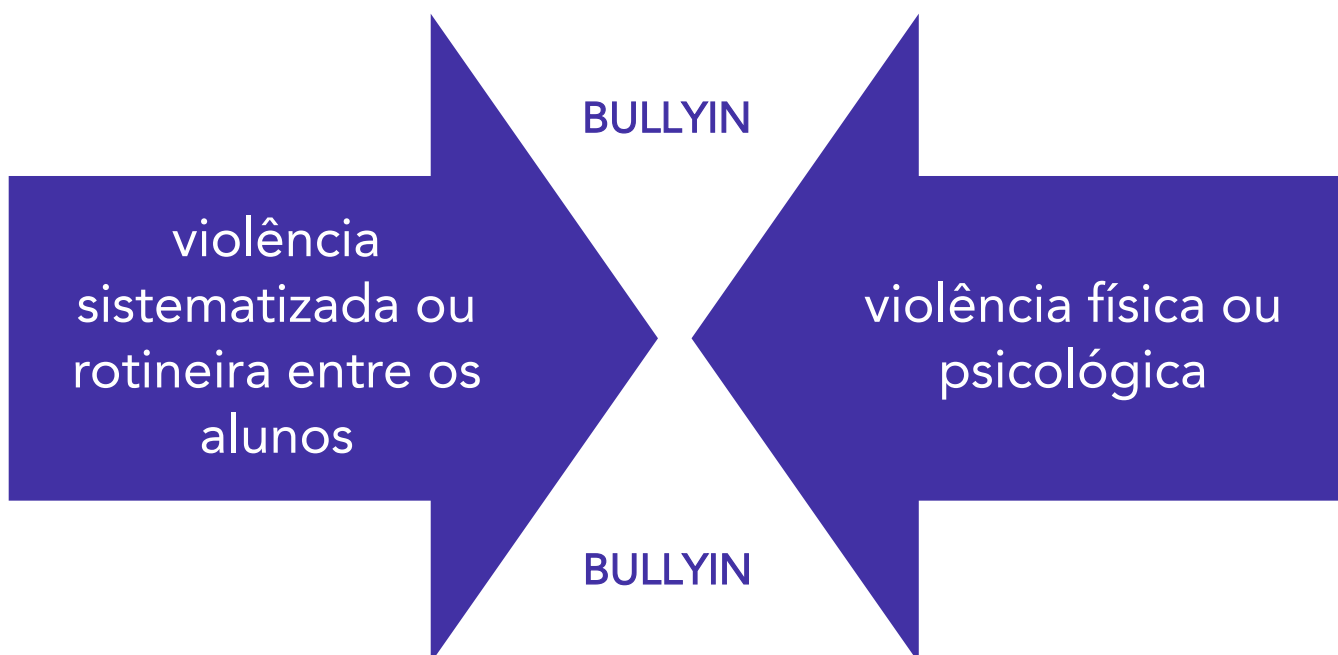 BULLYIN
violência
sistematizada ou
rotineira entre os
alunos
violência física ou
psicológica
BULLYIN